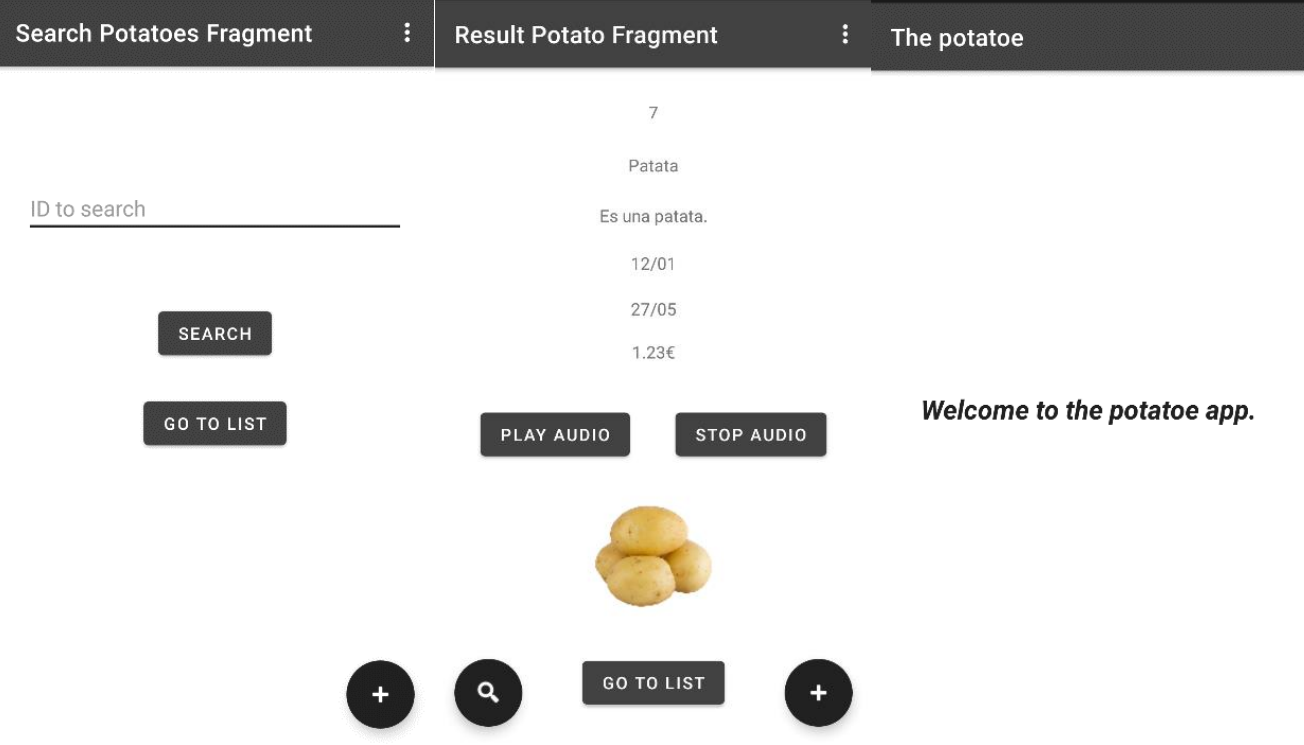 Search Potatoes Fragment
ID to search
SEARCH
GO TO LIST
Result Potato Fragment
7
Patata
Es una patata.
12/01
27/05
1.23€
PLAY AUDIO
STOP AUDIO
GO TO LIST
The potatoe
Welcome to the potatoe app.